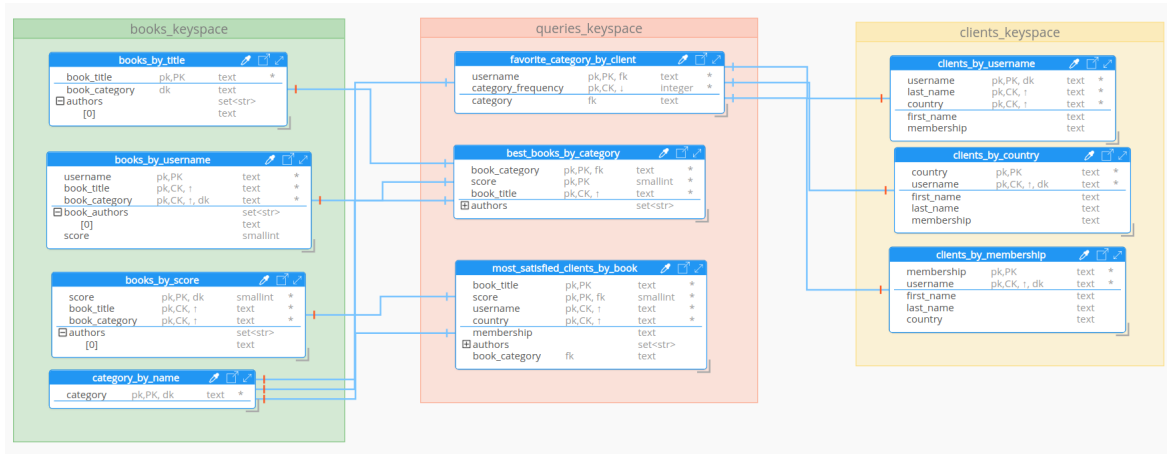 books_keyspace
books_by_title
book_title pk,PK text *
book_category dk text
authors set<str>
[0] text
books_by_username
username pk,PK text *
book_title pk,CK, ↑ text *
book_category pk,CK, ↑, dk text *
book_authors set<str>
[0] text
score smallint
books_by_score
score pk,PK, dk smallint *
book_title pk,CK, ↑ text *
book_category pk,CK, ↑ text *
authors set<str>
[0] text
category_by_name
category pk,PK, dk text *
queries_keyspace
favorite_category_by_client
username pk,PK, fk text *
category_frequency pk,CK, ↓ integer *
category fk text
best_books_by_category
book_category pk,PK, fk text *
score pk,PK smallint *
book_title pk,CK, ↑ text *
authors set<str>
most_satisfied_clients_by_book
book_title pk,PK text *
score pk,PK, fk smallint *
username pk,CK, ↑ text *
country pk,CK, ↑ text *
membership text
authors set<str>
book_category fk text
clients_keyspace
clients_by_username
username pk,PK, dk text *
last_name pk,CK, ↑ text *
country pk,CK, ↑ text *
first_name text
membership text
clients_by_country
country pk,PK text *
username pk,CK, ↑, dk text *
first_name text
last_name text
membership text
clients_by_membership
membership pk,PK text *
username pk,CK, ↑, dk text *
first_name text
last_name text
country text